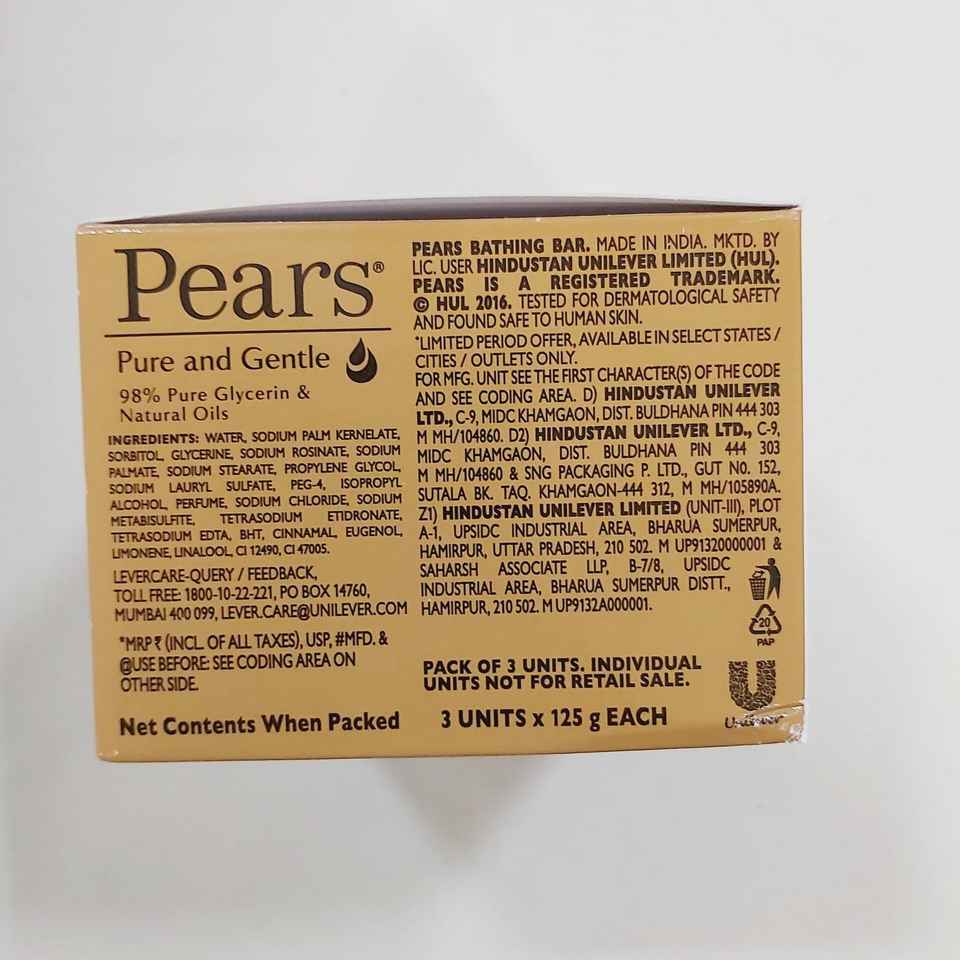 Pears®
Pure and Gentle
98% Pure Glycerin &
Natural Oils
INGREDIENTS: WATER, SODIUM PALM KERNELATE,
SORBITOL, GLYCERINE, SODIUM ROSINATE, SODIUM
PALMATE, SODIUM STEARATE, PROPYLENE GLYCOL,
SODIUM LAURYL SULFATE, PEG-4, ISOPROPYL
ALCOHOL, PERFUME, SODIUM CHLORIDE, SODIUM
METABISULFITE, TETRASODIUM ETIDRONATE,
TETRASODIUM EDTA, BHT, CINNAMAL, EUGENOL,
LIMONENE, LINALOOL, CI 12490, CI 47005.
LEVERCARE-QUERY / FEEDBACK,
TOLL FREE: 1800-10-22-221, PO BOX 14760,
MUMBAI 400 099, LEVER.CARE@UNILEVER.COM
*MRP ₹ (INCL. OF ALL TAXES), USP, #MFD. &
@USE BEFORE: SEE CODING AREA ON
OTHER SIDE.
Net Contents When Packed
PEARS BATHING BAR. MADE IN INDIA. MKTD. BY
LIC. USER HINDUSTAN UNILEVER LIMITED (HUL).
PEARS IS A REGISTERED TRADEMARK.
© HUL 2016. TESTED FOR DERMATOLOGICAL SAFETY
AND FOUND SAFE TO HUMAN SKIN.
*LIMITED PERIOD OFFER, AVAILABLE IN SELECT STATES /
CITIES / OUTLETS ONLY.
FOR MFG. UNIT SEE THE FIRST CHARACTER(S) OF THE CODE
AND SEE CODING AREA. D) HINDUSTAN UNILEVER
LTD., C-9, MIDC KHAMGAON, DIST. BULDHANA PIN 444 303
M MH/104860. D2) HINDUSTAN UNILEVER LTD., C-9,
MIDC KHAMGAON, DIST. BULDHANA PIN 444 303
M MH/104860 & SNG PACKAGING P. LTD., GUT No. 152,
SUTALA BK. TAQ. KHAMGAON-444 312, M MH/105890A.
Z1) HINDUSTAN UNILEVER LIMITED (UNIT-III), PLOT
A-1, UPSIDC INDUSTRIAL AREA, BHARUA SUMERPUR,
HAMIRPUR, UTTAR PRADESH, 210 502. M UP91320000001 &
SAHARSH ASSOCIATE LLP, B-7/8, UPSIDC
INDUSTRIAL AREA, BHARUA SUMERPUR DISTT.,
HAMIRPUR, 210 502. M UP9132A000001.
20
PAP
PACK OF 3 UNITS. INDIVIDUAL
UNITS NOT FOR RETAIL SALE.
3 UNITS x 125 g EACH
Unilever